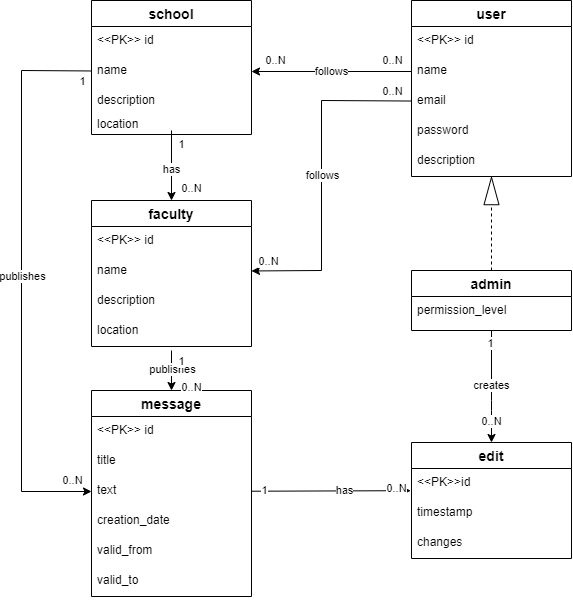 school
<<PK>> id
name
description
location
user
<<PK>> id
name
email
password
description
0..N
follows
0..N
0..N
follows
0..N
1
1
has
0..N
faculty
<<PK>> id
name
description
location
publishes
admin
permission_level
1
creates
0..N
1
publishes
0..N
message
<<PK>> id
title
text
creation_date
valid_from
valid_to
0..N
1
has
0..N
edit
<<PK>>id
timestamp
changes